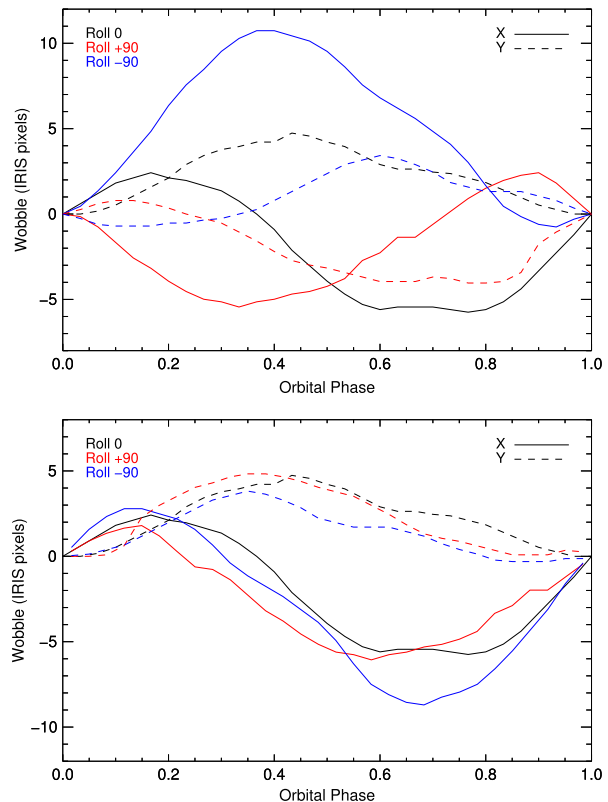 Roll 0
Roll +90
Roll −90
X
Y
10
5
0
−5
Wobble (IRIS pixels)
0.0 0.2 0.4 0.6 0.8 1.0
Orbital Phase
Roll 0
Roll +90
Roll −90
X
Y
5
0
−5
−10
Wobble (IRIS pixels)
0.0 0.2 0.4 0.6 0.8 1.0
Orbital Phase